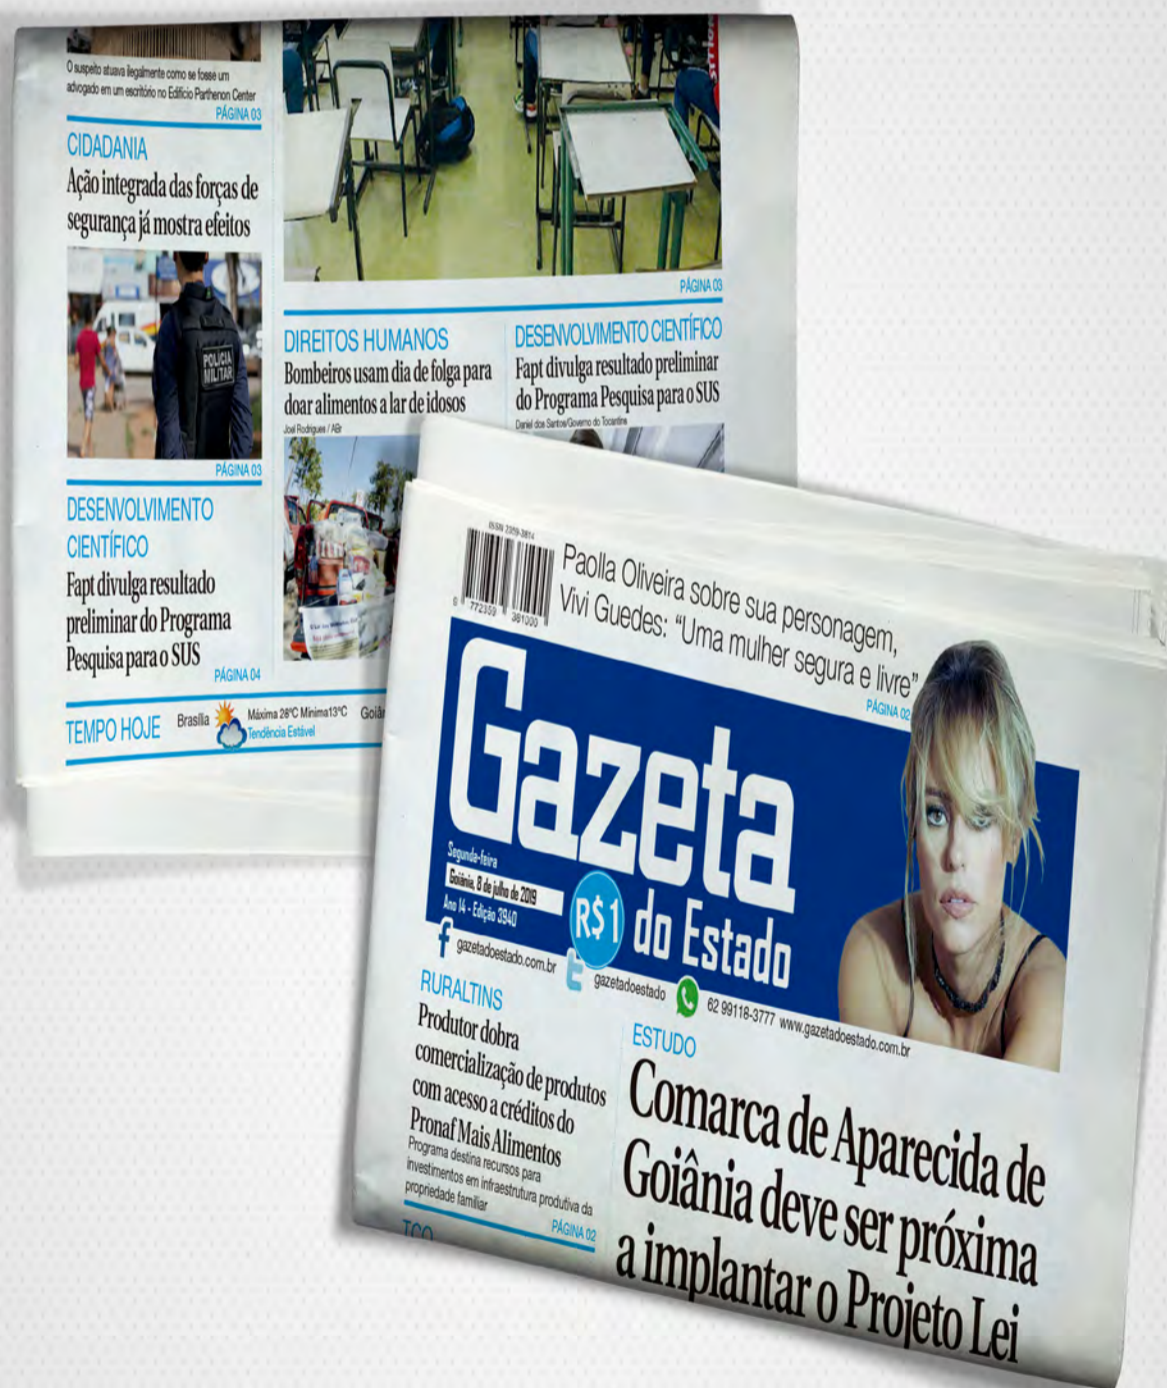 O suspeito atuava ilegalmente como se fosse um
advogado em um escritório no Edifício Parthenon Center
PÁGINA 03
CIDADANIA
Ação integrada das forças de
segurança já mostra efeitos
POLICIA
MILITAR
PÁGINA 03
DESENVOLVIMENTO
CIENTÍFICO
Fapt divulga resultado
preliminar do Programa
Pesquisa para o SUS
PÁGINA 04
PÁGINA 03
DIREITOS HUMANOS
Bombeiros usam dia de folga para
doar alimentos a lar de idosos
Joel Rodrigues / ABr
DESENVOLVIMENTO CIENTÍFICO
Fapt divulga resultado preliminar
do Programa Pesquisa para o SUS
Daniel dos Santos/Governo do Tocantins
TEMPO HOJE
Brasília
Máxima 28ºC Mínima13ºC
Tendência Estável
ISSN 2359-3814
772359 381000
Paolla Oliveira sobre sua personagem,
Vivi Guedes: “Uma mulher segura e livre”
PÁGINA 02
Gazeta
do Estado
Segunda-feira
Goiânia, 8 de julho de 2019
Ano 14 - Edição 3940
R$ 1
gazetadoestado.com.br
gazetadoestado
62 99118-3777 www.gazetadoestado.com.br
RURALTINS
Produtor dobra
comercialização de produtos
com acesso a créditos do
Pronaf Mais Alimentos
Programa destina recursos para
investimentos em infraestrutura produtiva da
propriedade familiar
PÁGINA 02
TCO
ESTUDO
Comarca de Aparecida de
Goiânia deve ser próxima
a implantar o Projeto Lei